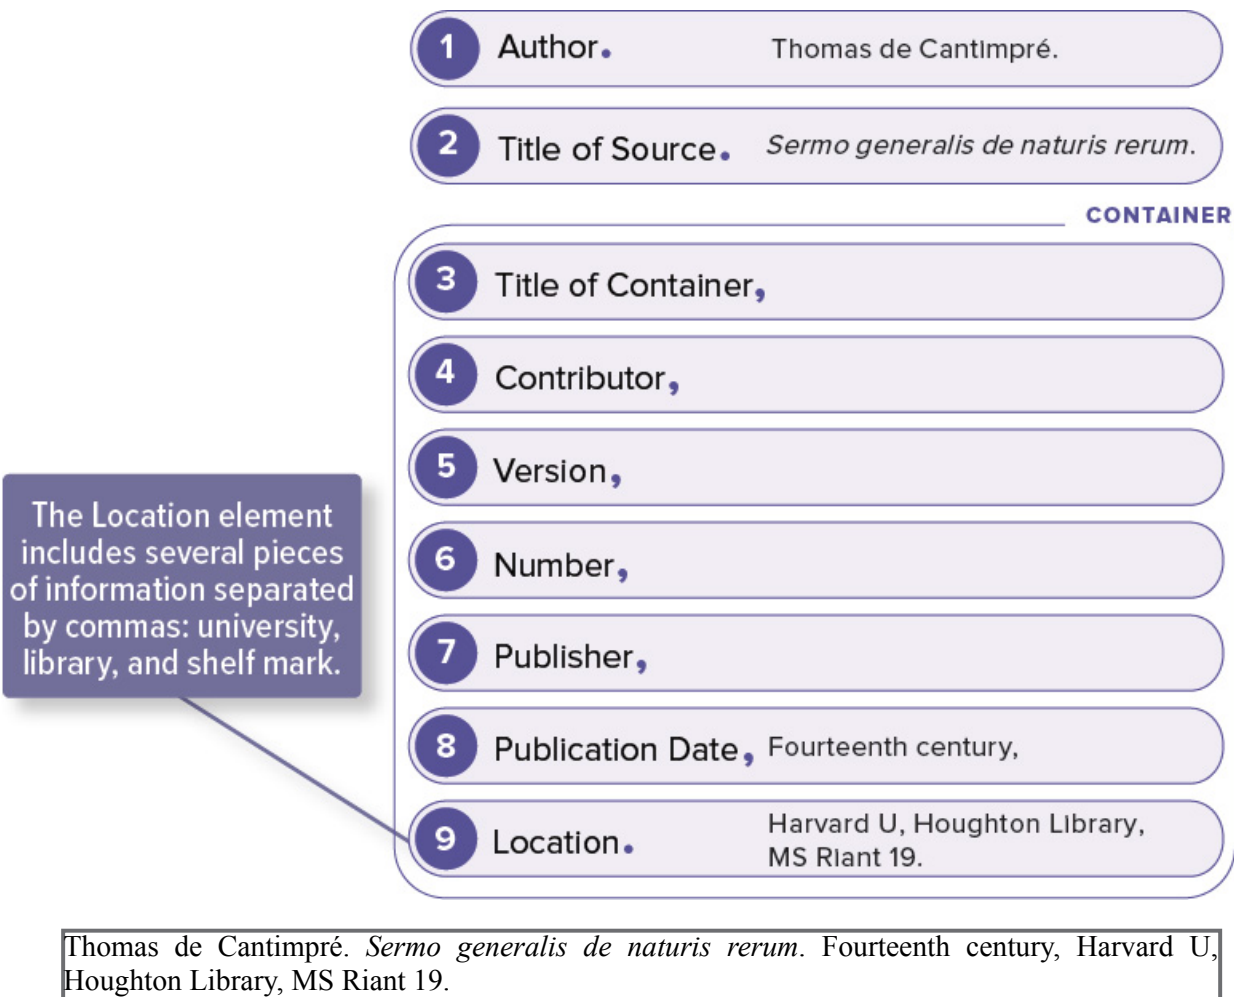 1 Author. Thomas de Cantimpré.
2 Title of Source. Sermo generalis de naturis rerum.
CONTAINER
3 Title of Container,
4 Contributor,
5 Version,
6 Number,
7 Publisher,
8 Publication Date, Fourteenth century,
9 Location. Harvard U, Houghton Library,
MS Riant 19.
The Location element
includes several pieces
of information separated
by commas: university,
library, and shelf mark.
Thomas de Cantimpré. Sermo generalis de naturis rerum. Fourteenth century, Harvard U,
Houghton Library, MS Riant 19.